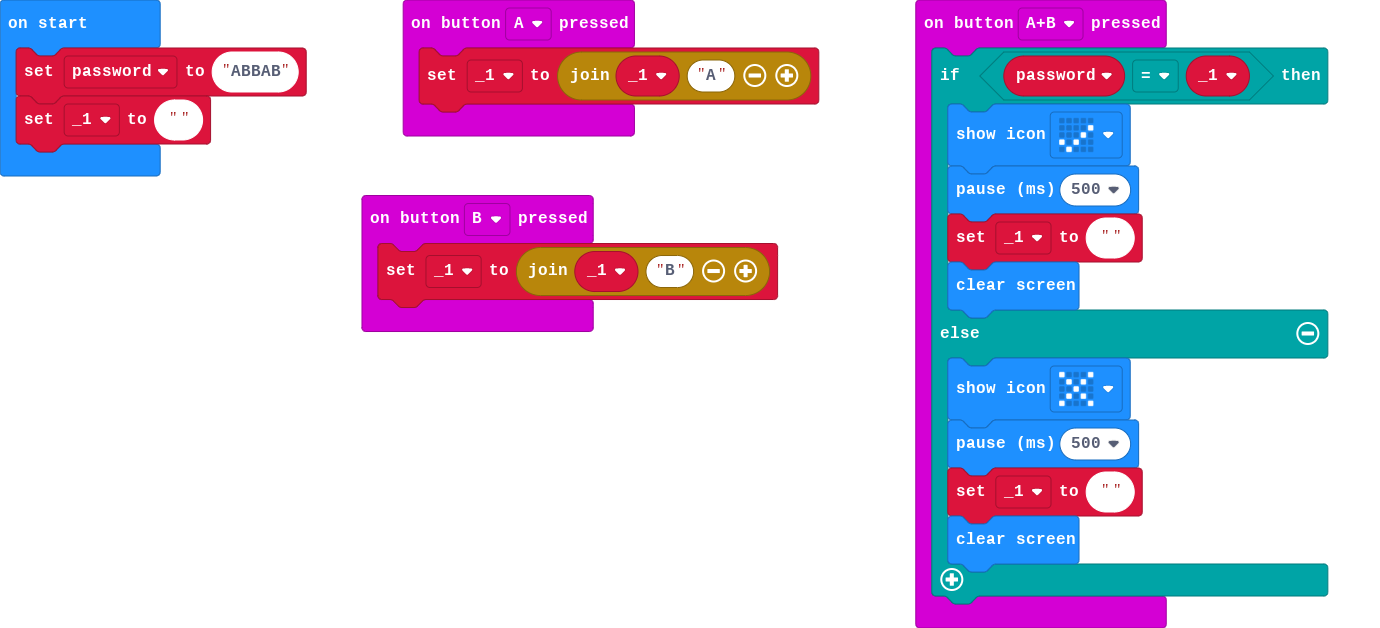 on start
set password to "ABBAB"
set _1 to ""
on button A pressed
set _1 to join _1 "A"
on button B pressed
set _1 to join _1 "B"
on button A+B pressed
if password = _1 then
show icon
pause (ms) 500
set _1 to ""
clear screen
else
show icon
pause (ms) 500
set _1 to ""
clear screen